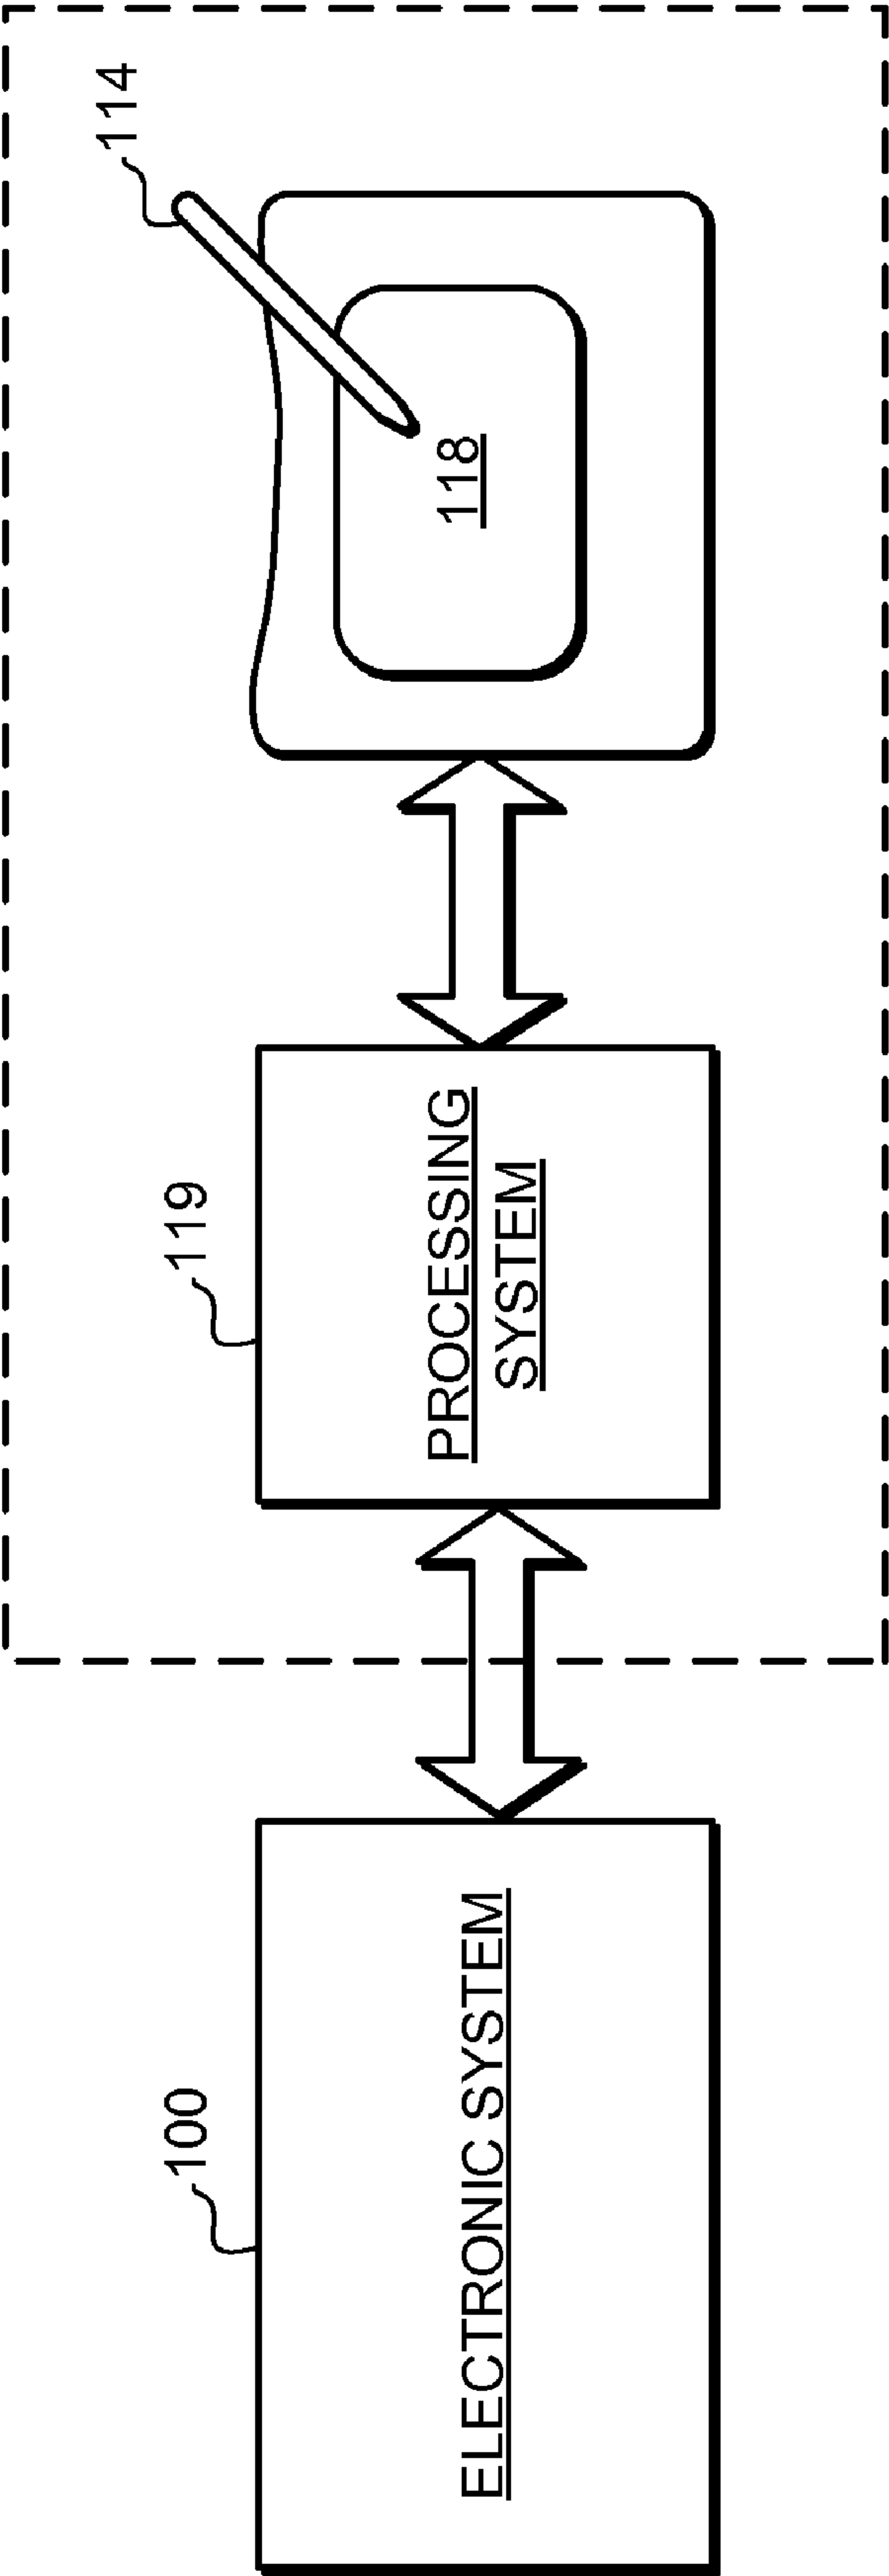 100
ELECTRONIC SYSTEM
119
PROCESSING
SYSTEM
114
118